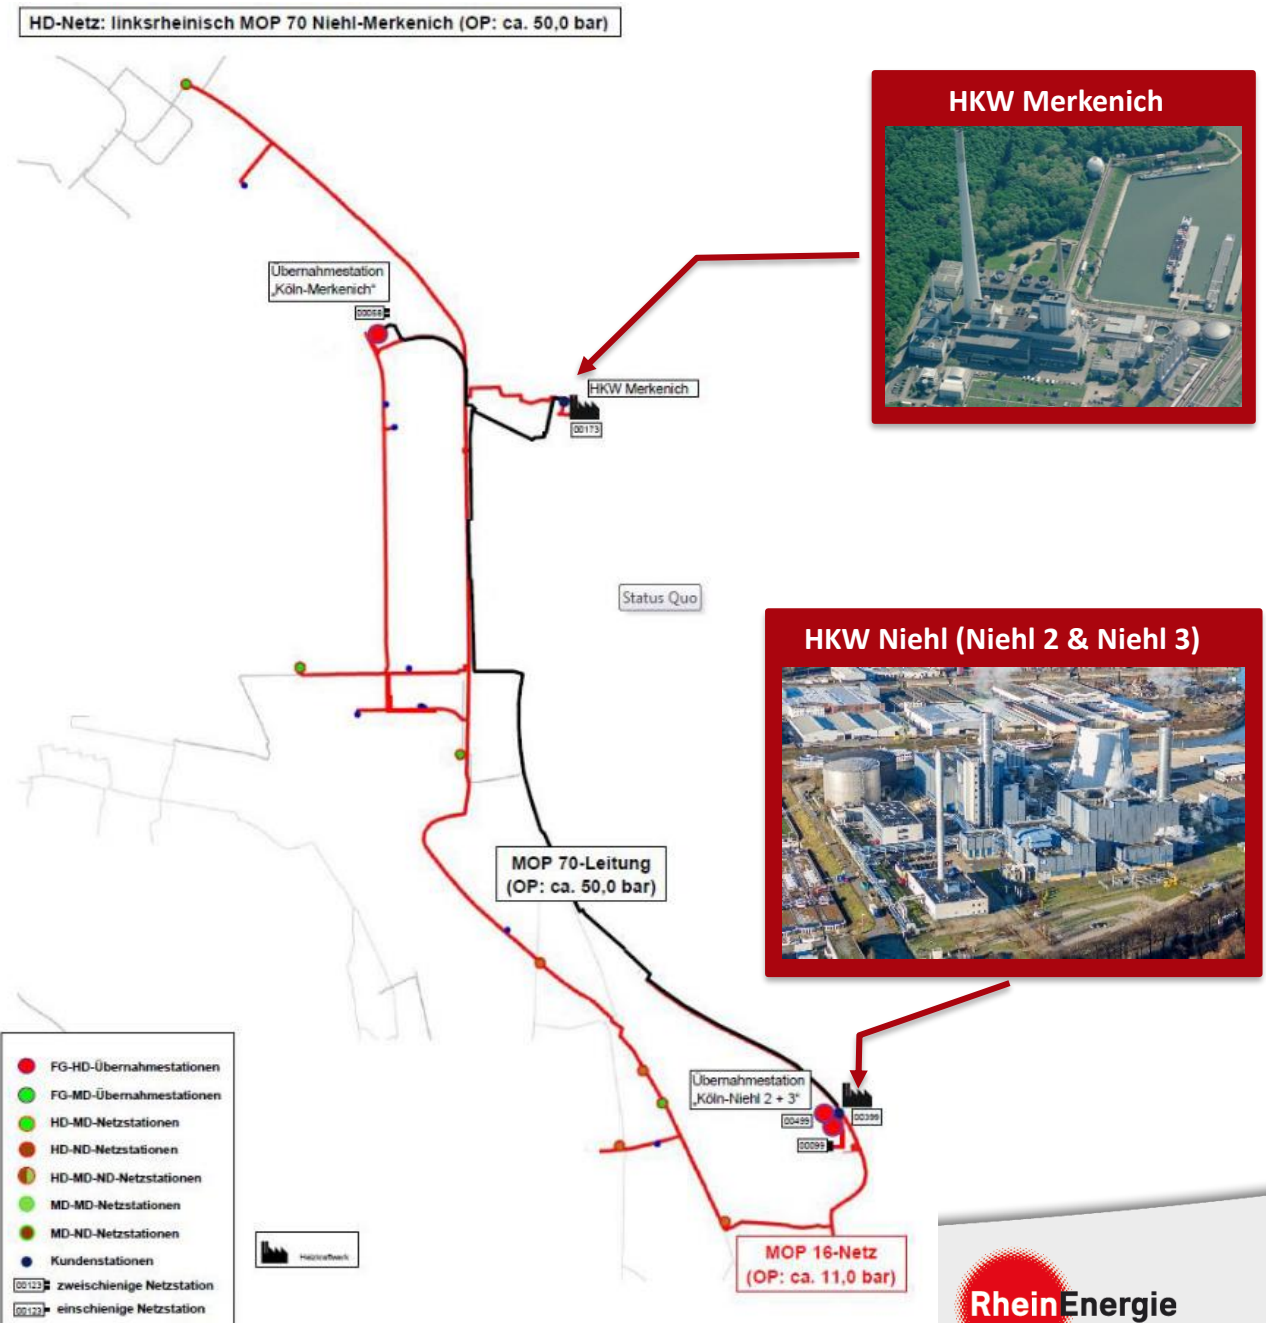 HD-Netz: linksrheinisch MOP 70 Niehl-Merkenich (OP: ca. 50,0 bar)
HKW Merkenich
Übernahmestation
„Köln-Merkenich“
00058
HKW Merkenich
00173
Status Quo
HKW Niehl (Niehl 2 & Niehl 3)
MOP 70-Leitung
(OP: ca. 50,0 bar)
Übernahmestation
„Köln-Niehl 2 + 3“
00499
00399
00099
MOP 16-Netz
(OP: ca. 11,0 bar)
FG-HD-Übernahmestationen
FG-MD-Übernahmestationen
HD-MD-Netzstationen
HD-ND-Netzstationen
HD-MD-ND-Netzstationen
MD-MD-Netzstationen
MD-ND-Netzstationen
Kundenstationen
00123 zweischienige Netzstation
00123 einschienige Netzstation
Heizkraftwerk
RheinEnergie